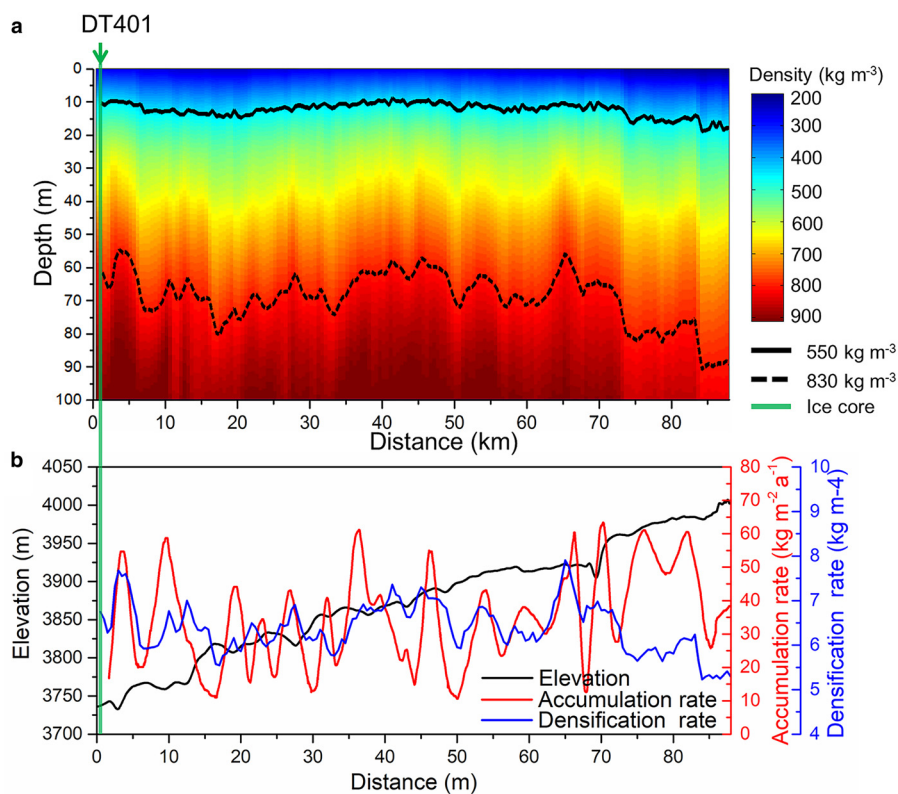 a
DT401
0
10
20
30
40
50
60
70
80
90
100
Depth (m)
0 10 20 30 40 50 60 70 80
Distance (km)
Density (kg m-3)
200
300
400
500
600
700
800
900
550 kg m-3
830 kg m-3
Ice core
b
4050
4000
3950
3900
3850
3800
3750
3700
Elevation (m)
0 10 20 30 40 50 60 70 80
Distance (m)
Elevation
Accumulation rate
Densification rate
80
70
60
50
40
30
20
10
0
Accumulation rate (kg m-2 a-1)
10
9
8
7
6
5
4
Densification rate (kg m-4)